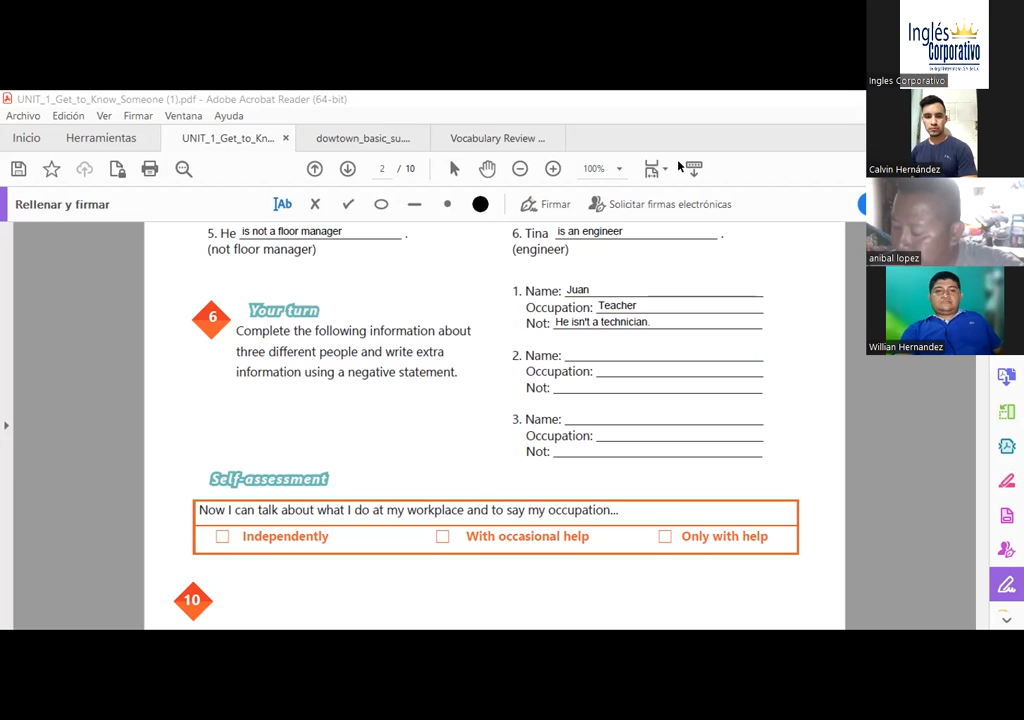 Inglés
Corporativo
Ingles Corporativo
UNIT_1_Get_to_Know_Someone (1).pdf - Adobe Acrobat Reader (64-bit)
Archivo Edición Ver Firmar Ventana Ayuda
Inicio Herramientas UNIT_1_Get_to_Kn... × dowtown_basic_su.... Vocabulary Review ...
2 / 10 100%
Calvin Hernández
Rellenar y firmar Ab Firmar Solicitar firmas electrónicas
5. He is not a floor manager .
(not floor manager)
6. Tina is an engineer .
(engineer)
anibal lopez
1. Name: Juan
Occupation: Teacher
Not: He isn't a technician.
6 Your turn
Complete the following information about
three different people and write extra
information using a negative statement.
Willian Hernandez
2. Name:
Occupation:
Not:
3. Name:
Occupation:
Not:
Self-assessment
Now I can talk about what I do at my workplace and to say my occupation...
Independently With occasional help Only with help
10